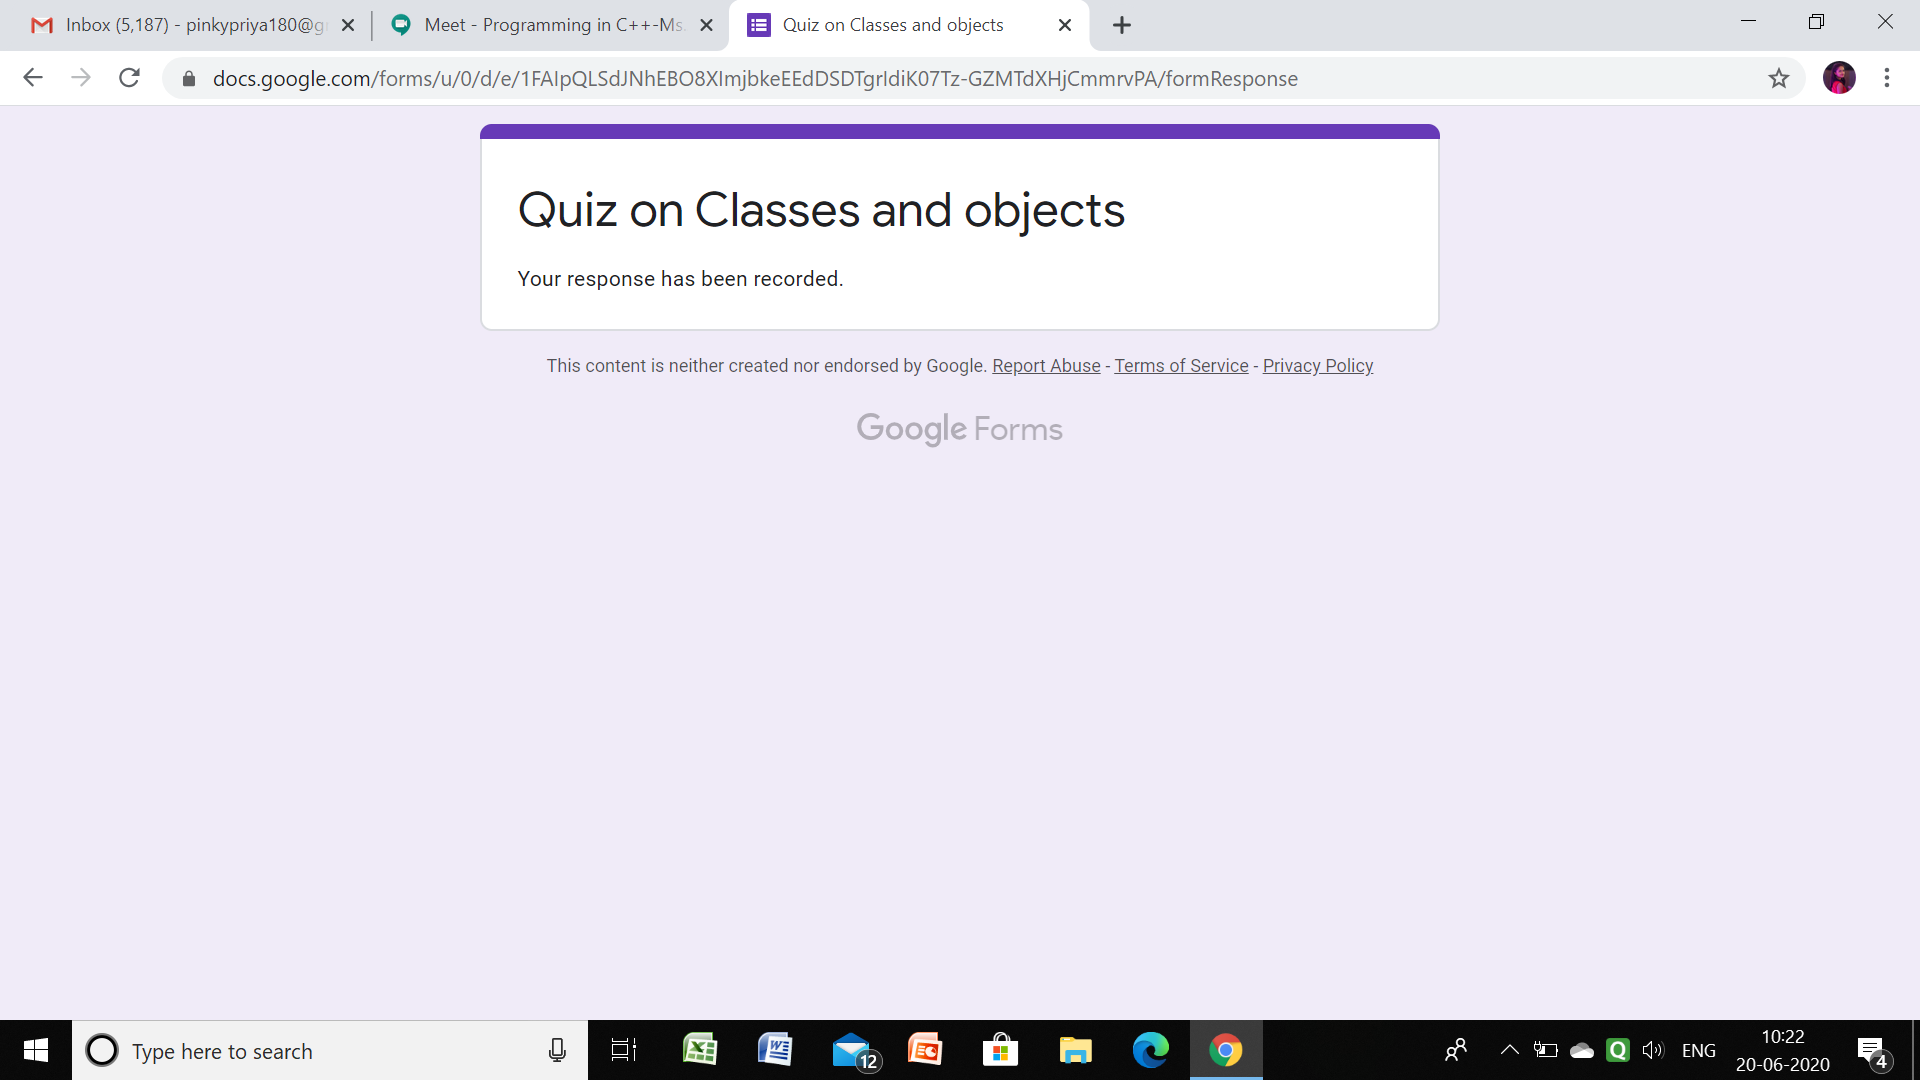 Inbox (5,187) - pinkypriya180@g
Meet - Programming in C++-Ms.
Quiz on Classes and objects
docs.google.com/forms/u/0/d/e/1FAIpQLSdJNhEBO8XImjbkeEEdDSDTgrIdiK07Tz-GZMTdXHjCmmrvPA/formResponse
Quiz on Classes and objects
Your response has been recorded.
This content is neither created nor endorsed by Google. Report Abuse - Terms of Service - Privacy Policy
Google Forms
Type here to search
12
ENG
10:22
20-06-2020
4